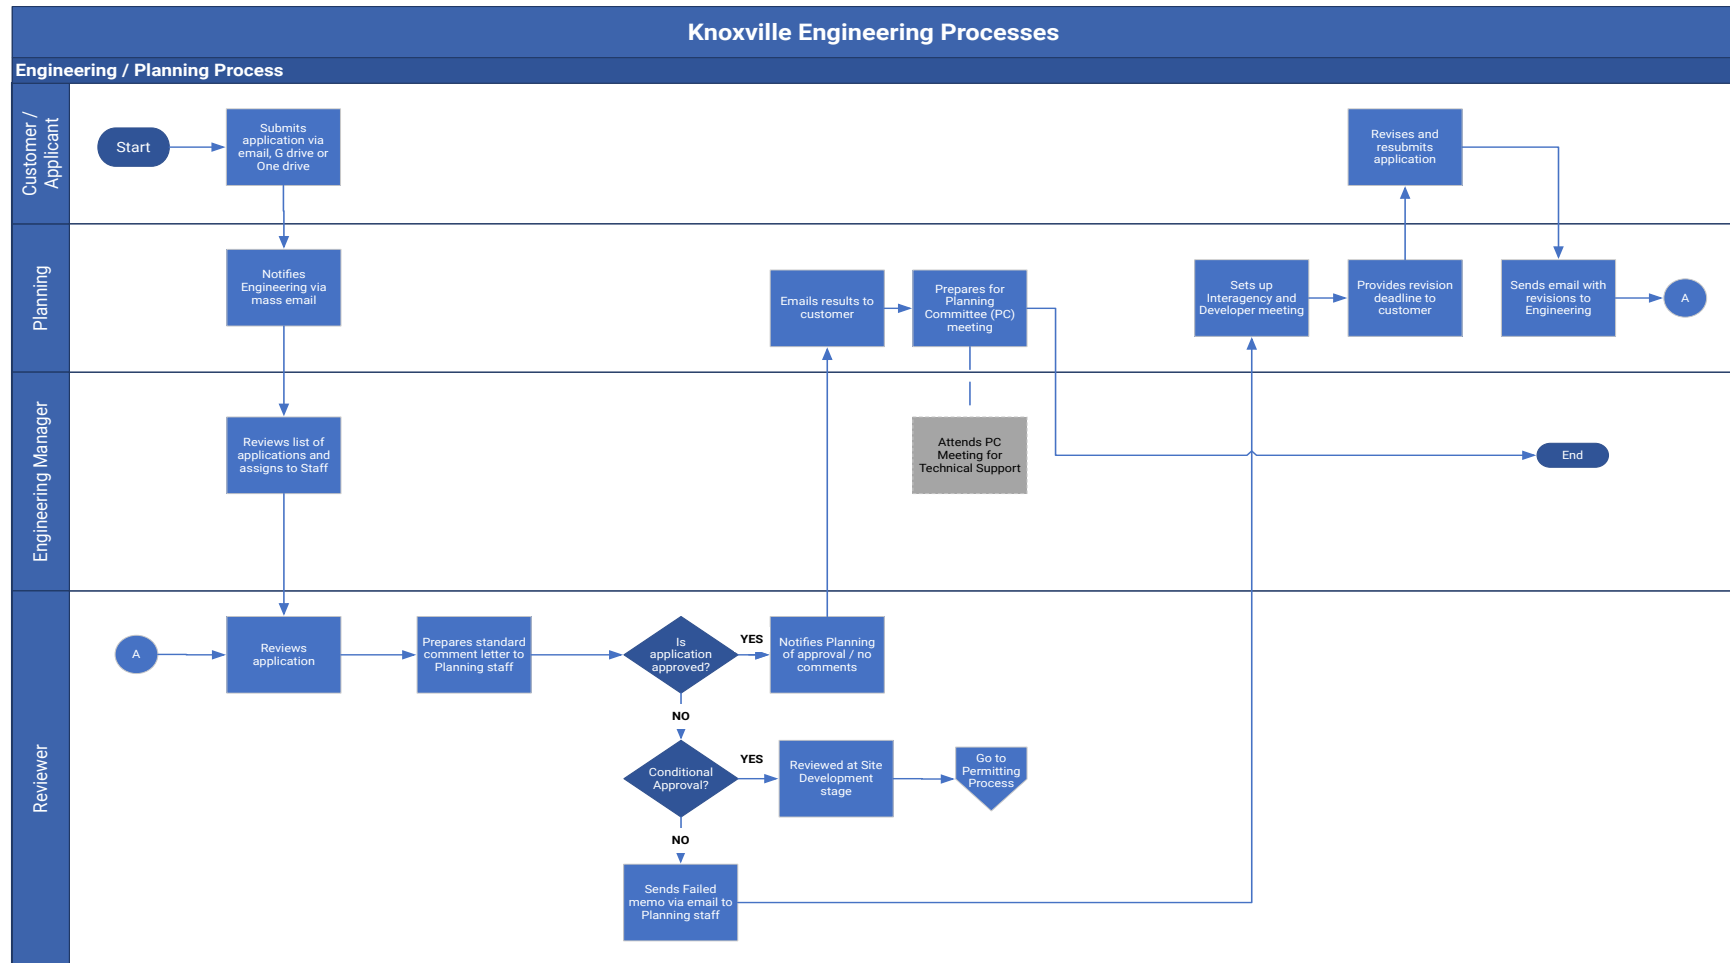 Knoxville Engineering Processes
Engineering / Planning Process
Customer /
Applicant
Start
Submits
application via
email, G drive or
One drive
Revises and
resubmits
application
Planning
Notifies
Engineering via
mass email
Emails results to
customer
Prepares for
Planning
Committee (PC)
meeting
Sets up
Interagency and
Developer meeting
Provides revision
deadline to
customer
Sends email with
revisions to
Engineering
A
Engineering Manager
Reviews list of
applications and
assigns to Staff
Attends PC
Meeting for
Technical Support
End
Reviewer
A
Reviews
application
Prepares standard
comment letter to
Planning staff
Is
application
approved?
YES
Notifies Planning
of approval / no
comments
NO
Conditional
Approval?
YES
Reviewed at Site
Development
stage
Go to
Permitting
Process
NO
Sends Failed
memo via email to
Planning staff